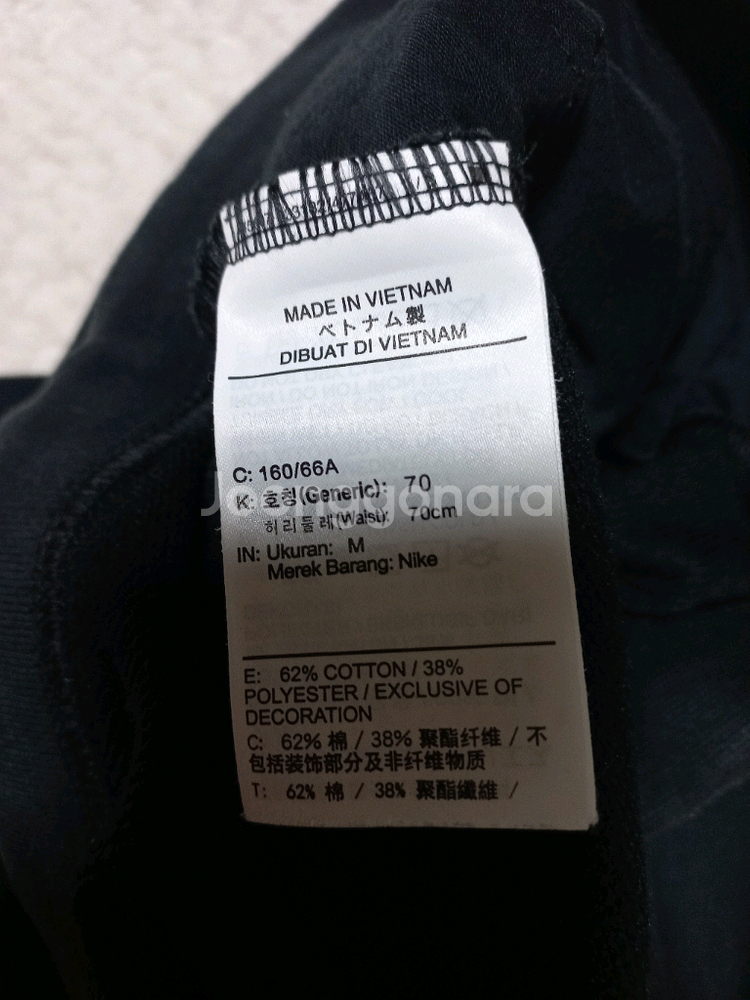 MADE IN VIETNAM
ベトナム製
DIBUAT DI VIETNAM
C: 160/66A
K: 호칭(Generic): 70
허리둘레(Waist): 70cm
Joonggonara
IN: Ukuran: M
Merek Barang: Nike
E: 62% COTTON / 38%
POLYESTER / EXCLUSIVE OF
DECORATION
C: 62% 棉 / 38% 聚酯纤维 / 不
包括装饰部分及非纤维物质
T: 62% 棉 / 38% 聚酯纖維 /